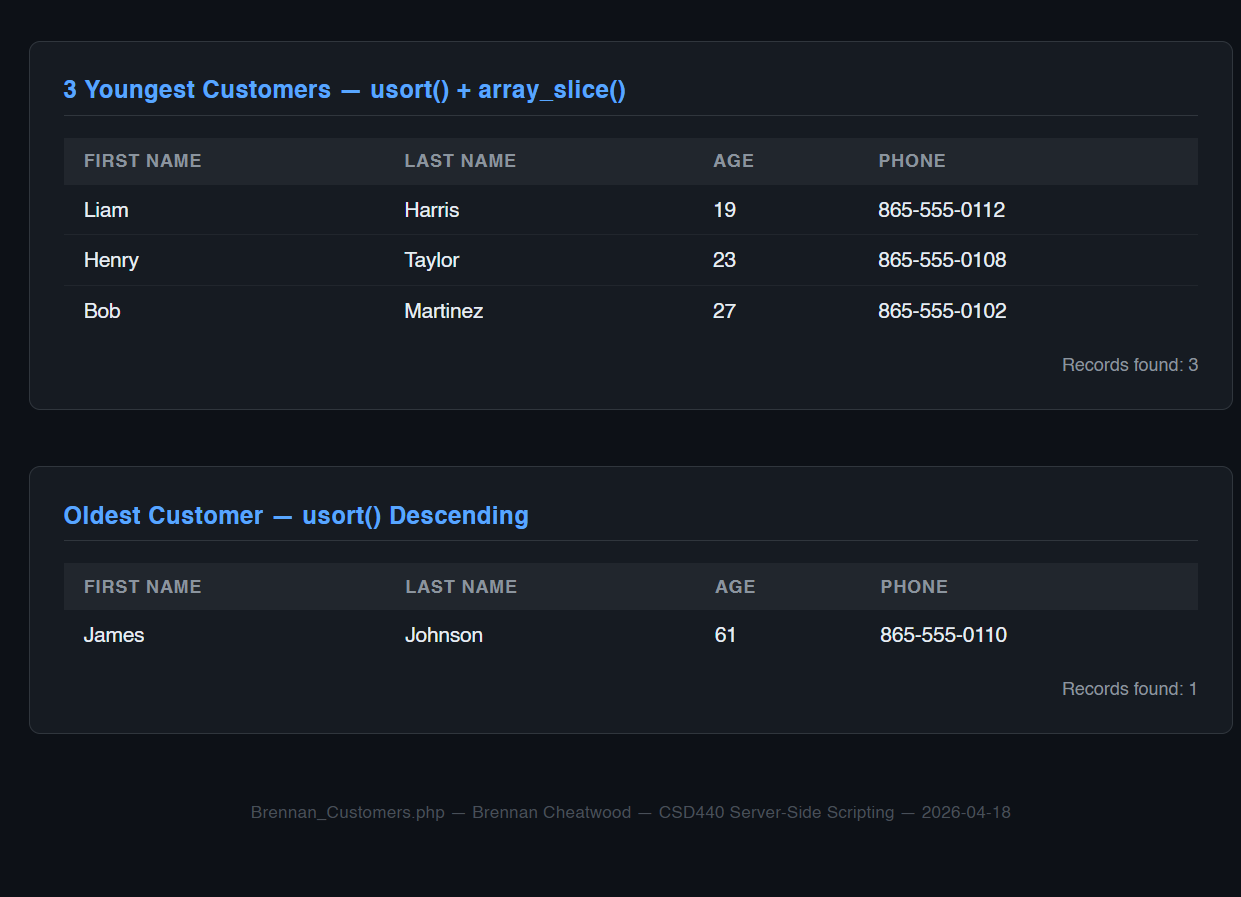 3 Youngest Customers — usort() + array_slice()
FIRST NAME LAST NAME AGE PHONE
Liam Harris 19 865-555-0112
Henry Taylor 23 865-555-0108
Bob Martinez 27 865-555-0102
Records found: 3
Oldest Customer — usort() Descending
FIRST NAME LAST NAME AGE PHONE
James Johnson 61 865-555-0110
Records found: 1
Brennan_Customers.php — Brennan Cheatwood — CSD440 Server-Side Scripting — 2026-04-18